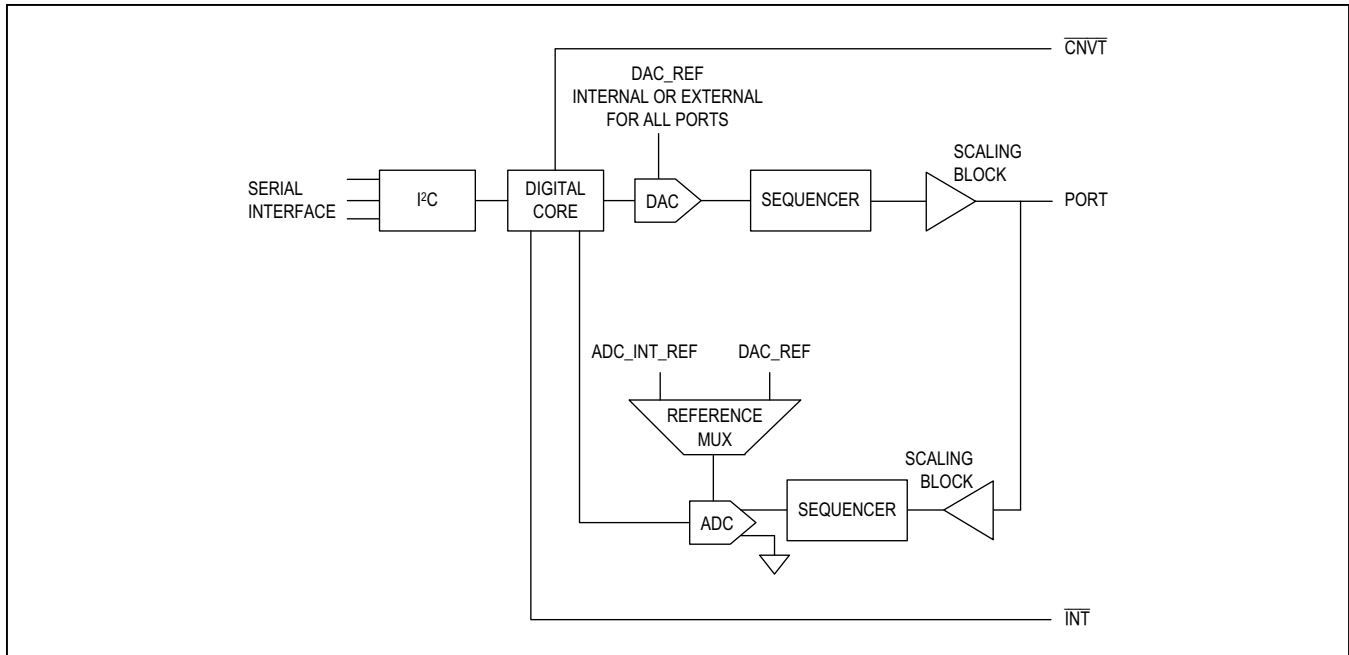 CNVT
DAC_REF
INTERNAL OR EXTERNAL
FOR ALL PORTS
SCALING
BLOCK
SERIAL
INTERFACE
I²C
DIGITAL
CORE
DAC
SEQUENCER
PORT
ADC_INT_REF
DAC_REF
REFERENCE
MUX
SCALING
BLOCK
ADC
SEQUENCER
INT